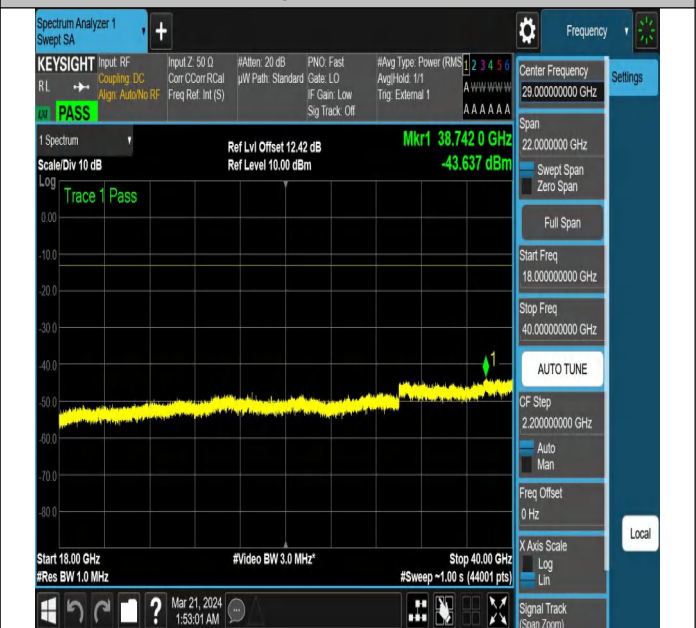 Spectrum Analyzer 1
Swept SA
+
Frequency
KEYSIGHT
RL
PASS
Input: RF
Coupling: DC
Align: Auto/No RF
Input Z: 50 Ω
Corr CCorr RCal
Freq Ref: Int (S)
#Atten: 20 dB
µW Path: Standard
PNO: Fast
Gate: LO
IF Gain: Low
Sig Track: Off
#Avg Type: Power (RMS
Avg|Hold: 1/1
Trig: External 1
1 2 3 4 5 6
A W W W W W
A A A A A A
1 Spectrum
Scale/Div 10 dB
Log
Ref Lvl Offset 12.42 dB
Ref Level 10.00 dBm
Mkr1 38.742 0 GHz
-43.637 dBm
Trace 1 Pass
0.00
-10.0
-20.0
-30.0
-40.0
-50.0
-60.0
-70.0
-80.0
1
Start 18.00 GHz
#Res BW 1.0 MHz
#Video BW 3.0 MHz*
Stop 40.00 GHz
#Sweep ~1.00 s (44001 pts)
Center Frequency
29.000000000 GHz
Settings
Span
22.0000000 GHz
Swept Span
Zero Span
Full Span
Start Freq
18.000000000 GHz
Stop Freq
40.000000000 GHz
AUTO TUNE
CF Step
2.200000000 GHz
Auto
Man
Freq Offset
0 Hz
X Axis Scale
Log
Lin
Local
Signal Track
(Span Zoom)
?
Mar 21, 2024
1:53:01 AM